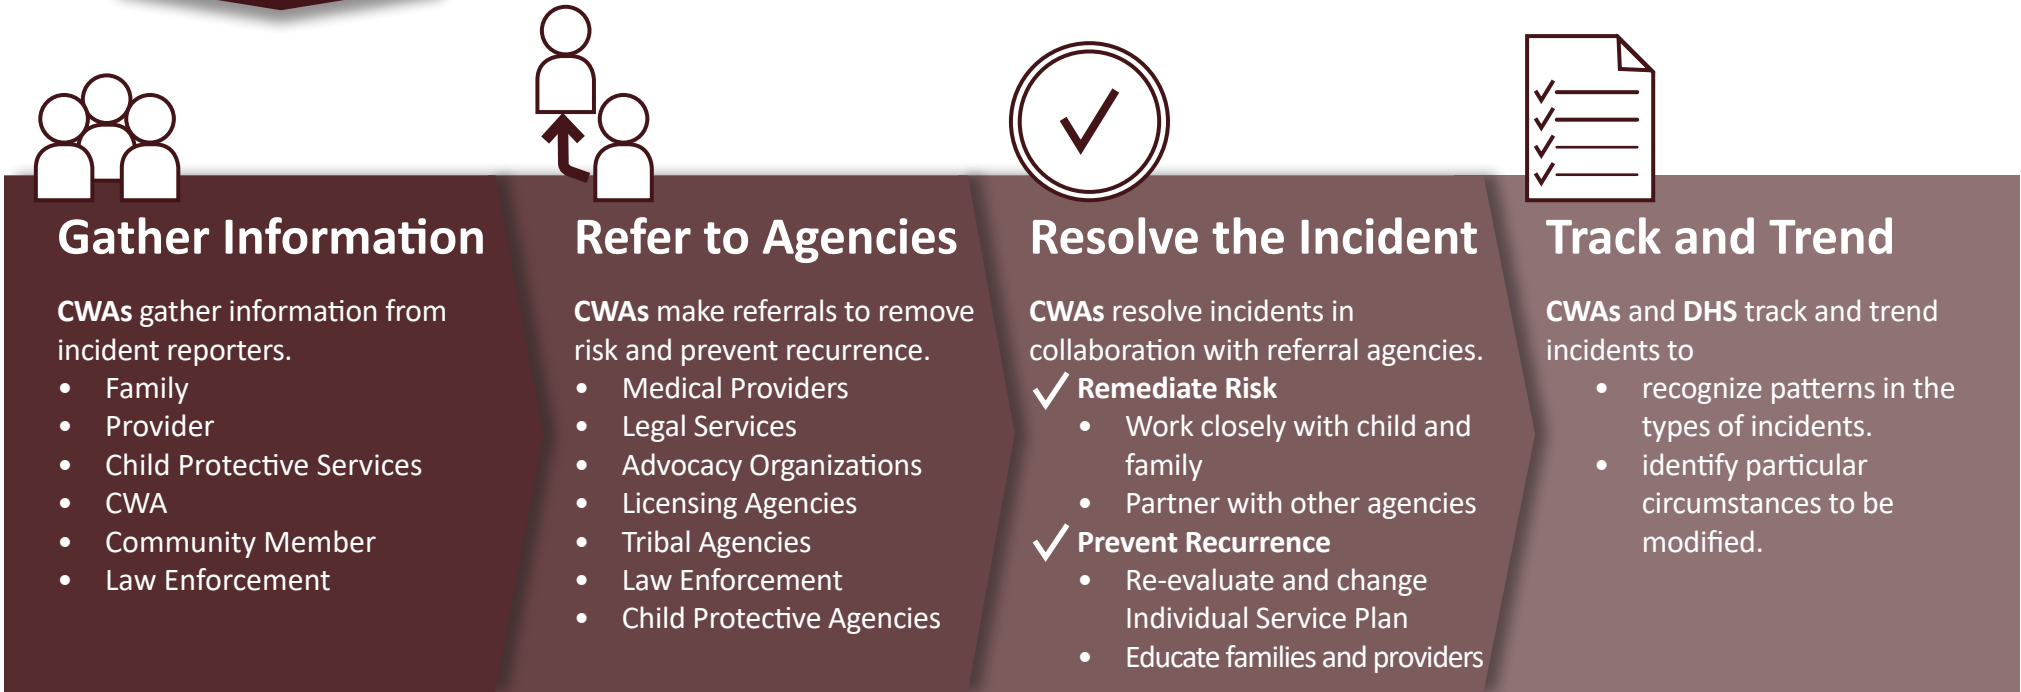 Gather Information
CWAs gather information from
incident reporters.
• Family
• Provider
• Child Protective Services
• CWA
• Community Member
• Law Enforcement
Refer to Agencies
CWAs make referrals to remove
risk and prevent recurrence.
• Medical Providers
• Legal Services
• Advocacy Organizations
• Licensing Agencies
• Tribal Agencies
• Law Enforcement
• Child Protective Agencies
Resolve the Incident
CWAs resolve incidents in
collaboration with referral agencies.
✓ Remediate Risk
• Work closely with child and
family
• Partner with other agencies
✓ Prevent Recurrence
• Re-evaluate and change
Individual Service Plan
• Educate families and providers
Track and Trend
CWAs and DHS track and trend
incidents to
• recognize patterns in the
types of incidents.
• identify particular
circumstances to be
modified.